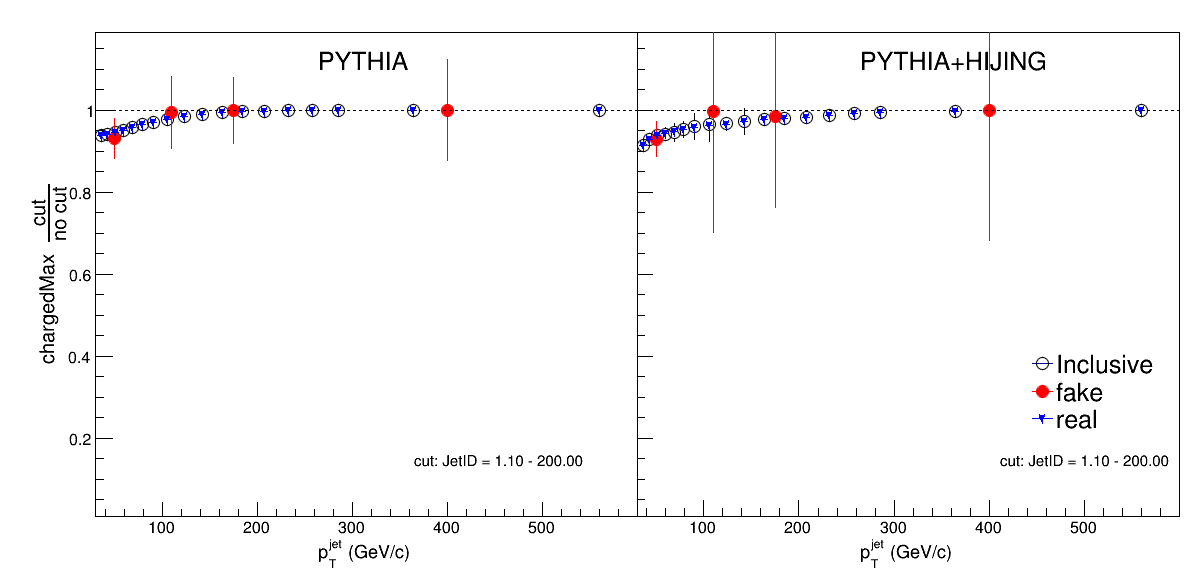 PYTHIA
PYTHIA+HIJING
chargedMax cut
no cut
1
0.8
0.6
0.4
0.2
Inclusive
fake
real
cut: JetID = 1.10 - 200.00
cut: JetID = 1.10 - 200.00
100 200 300 400 500
100 200 300 400 500
p_T^jet (GeV/c)
p_T^jet (GeV/c)